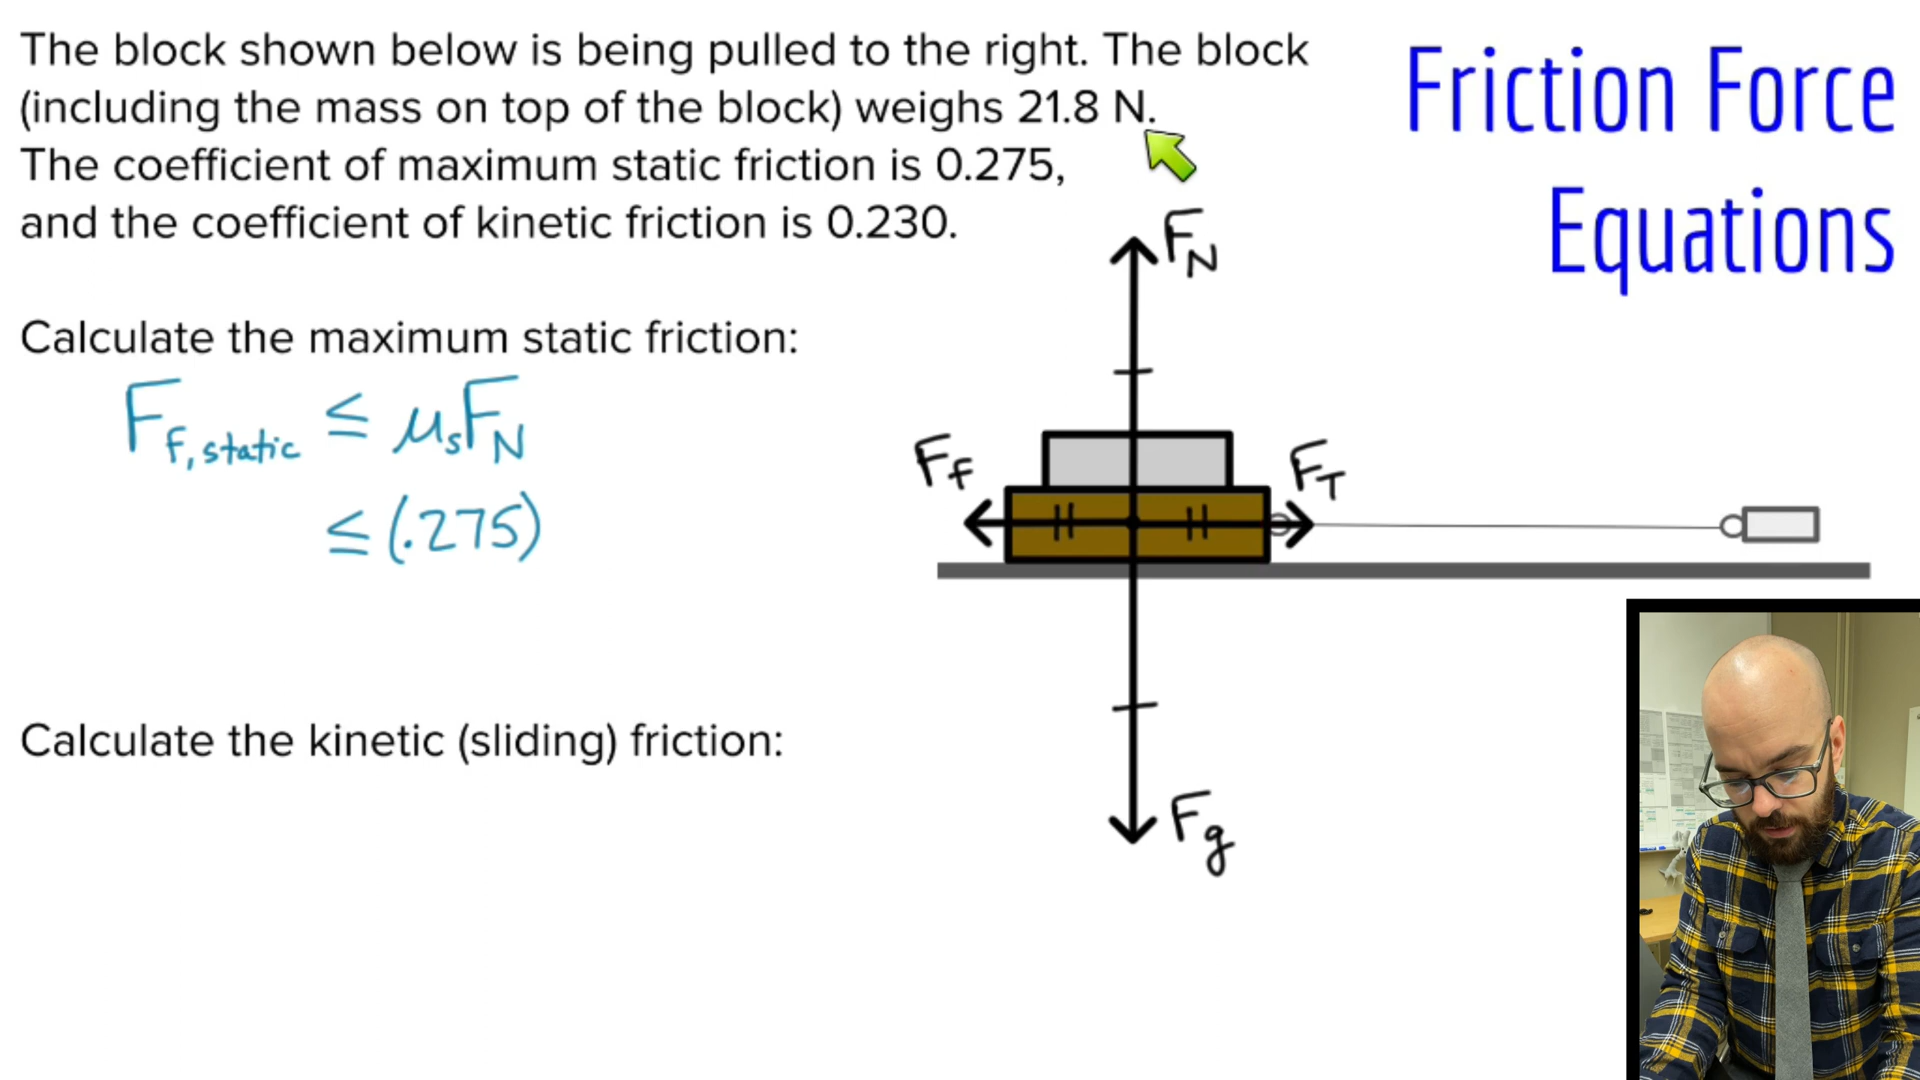 The block shown below is being pulled to the right. The block
(including the mass on top of the block) weighs 21.8 N.
The coefficient of maximum static friction is 0.275,
and the coefficient of kinetic friction is 0.230.
Friction Force
Equations
Calculate the maximum static friction:
F_f,static ≤ μ_sF_N
≤ (.275)
F_N
F_f
F_T
F_g
Calculate the kinetic (sliding) friction: